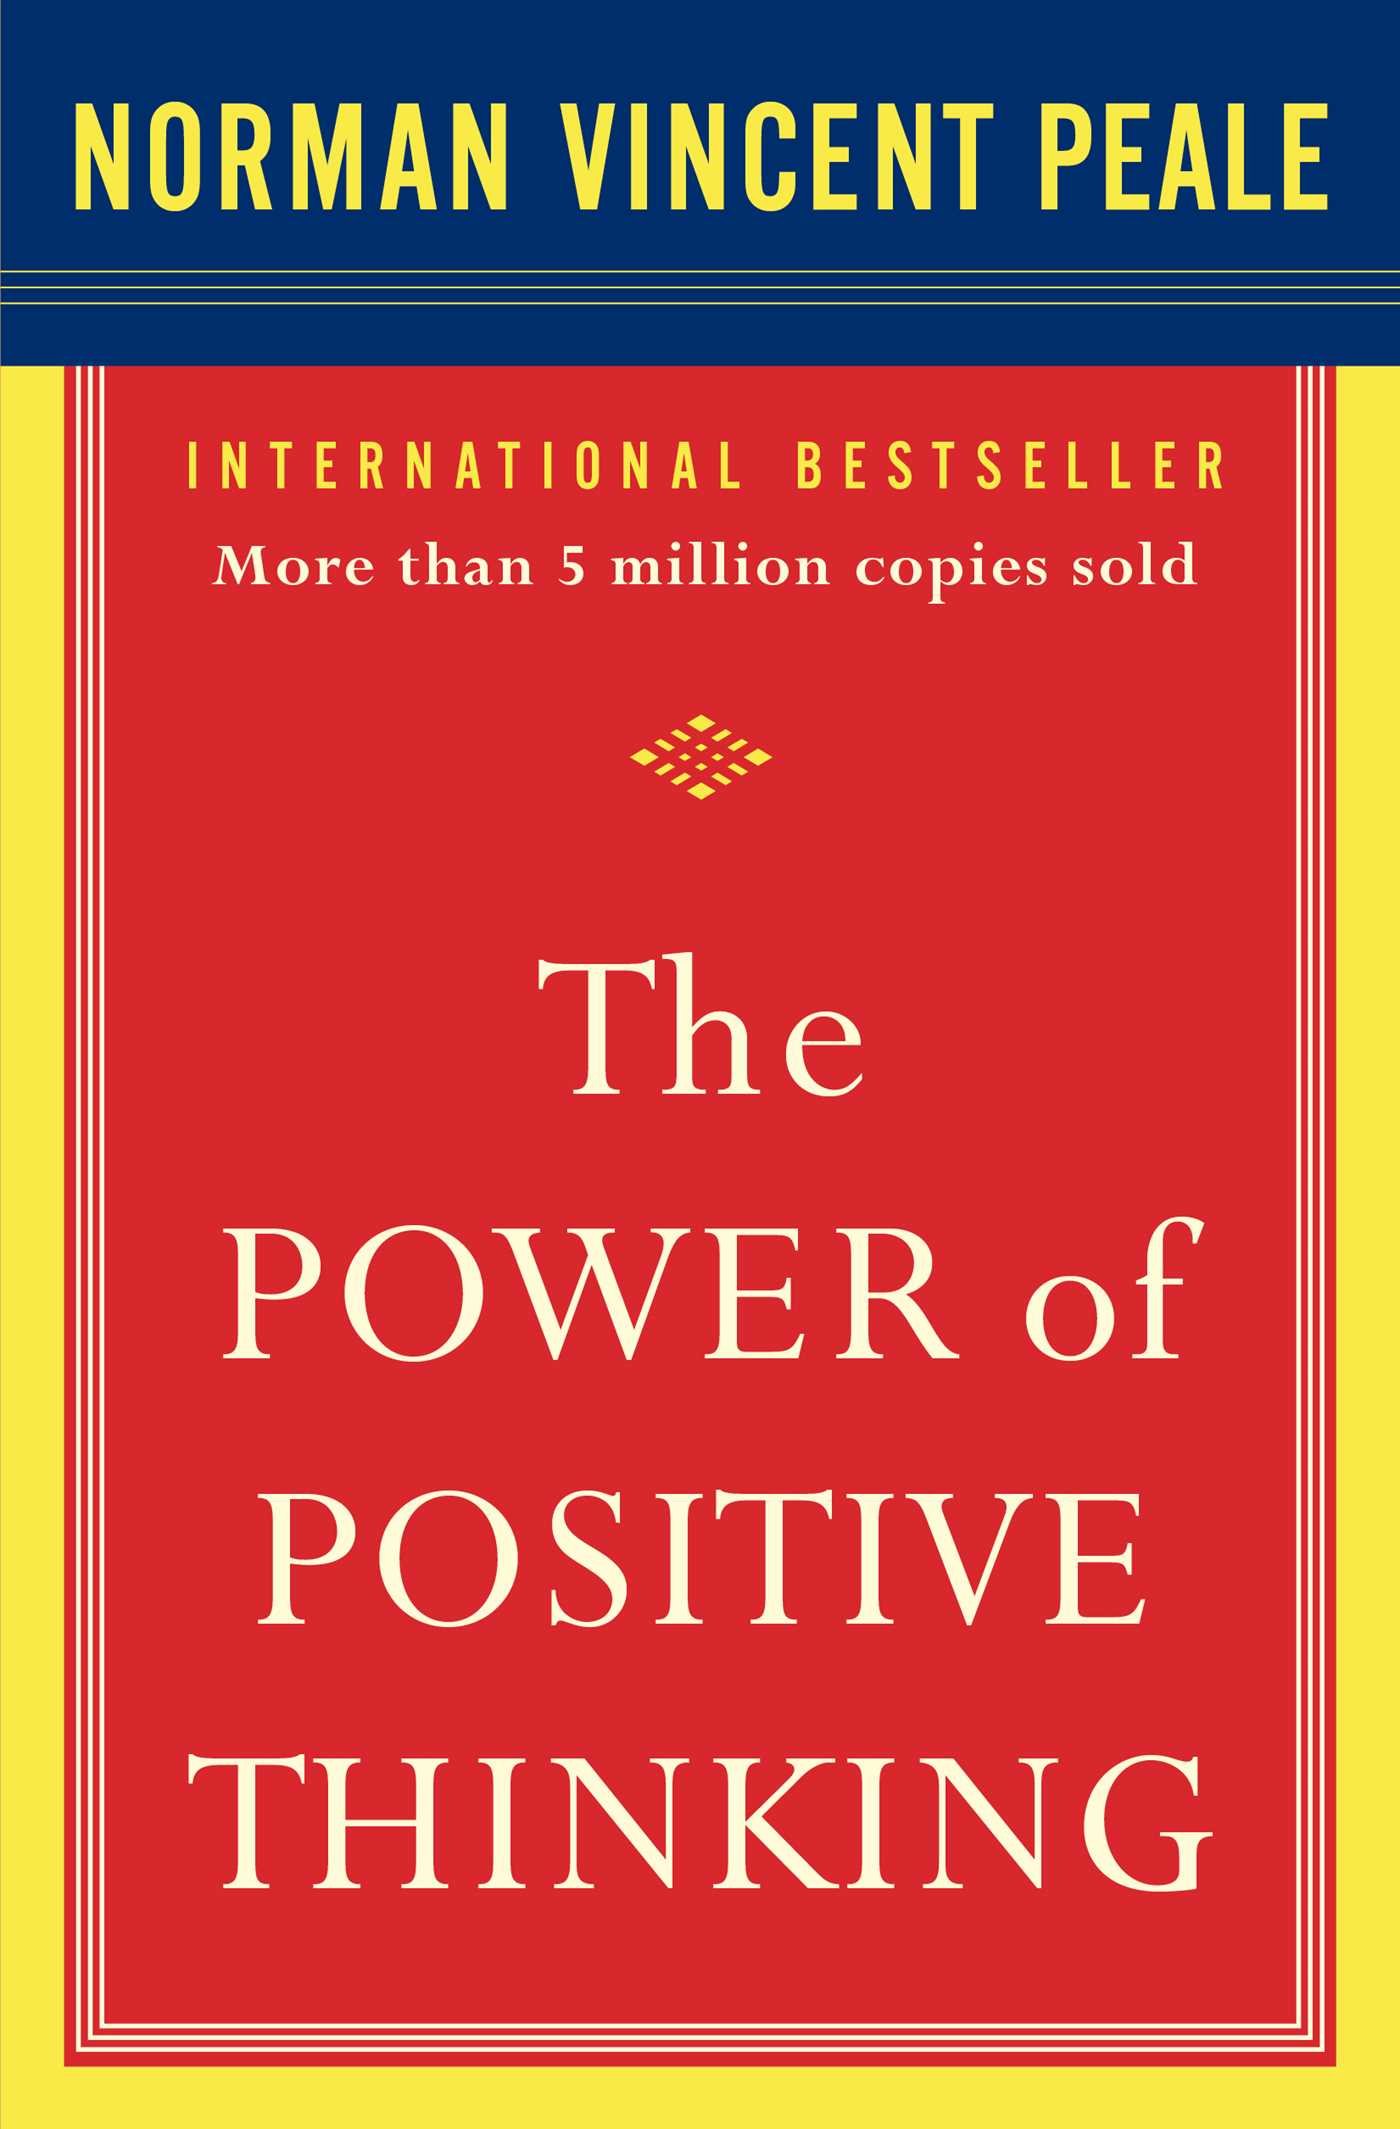 NORMAN VINCENT PEALE
INTERNATIONAL BESTSELLER
More than 5 million copies sold
The
POWER of
POSITIVE
THINKING